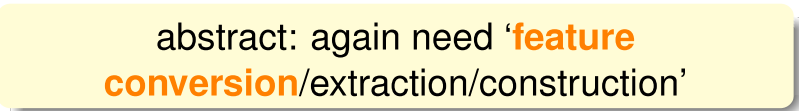 abstract: again need ‘feature
conversion/extraction/construction’